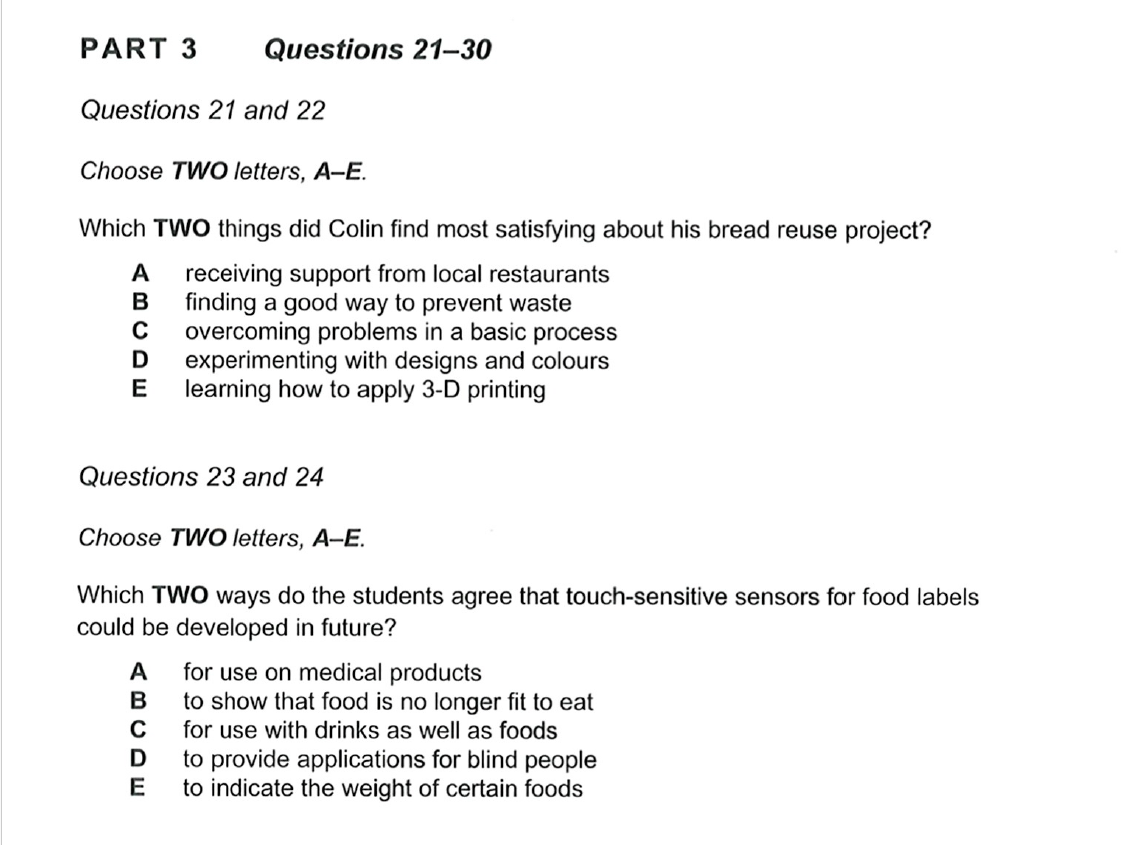 PART 3 Questions 21–30
Questions 21 and 22
Choose TWO letters, A–E.
Which TWO things did Colin find most satisfying about his bread reuse project?
A receiving support from local restaurants
B finding a good way to prevent waste
C overcoming problems in a basic process
D experimenting with designs and colours
E learning how to apply 3-D printing
Questions 23 and 24
Choose TWO letters, A–E.
Which TWO ways do the students agree that touch-sensitive sensors for food labels
could be developed in future?
A for use on medical products
B to show that food is no longer fit to eat
C for use with drinks as well as foods
D to provide applications for blind people
E to indicate the weight of certain foods